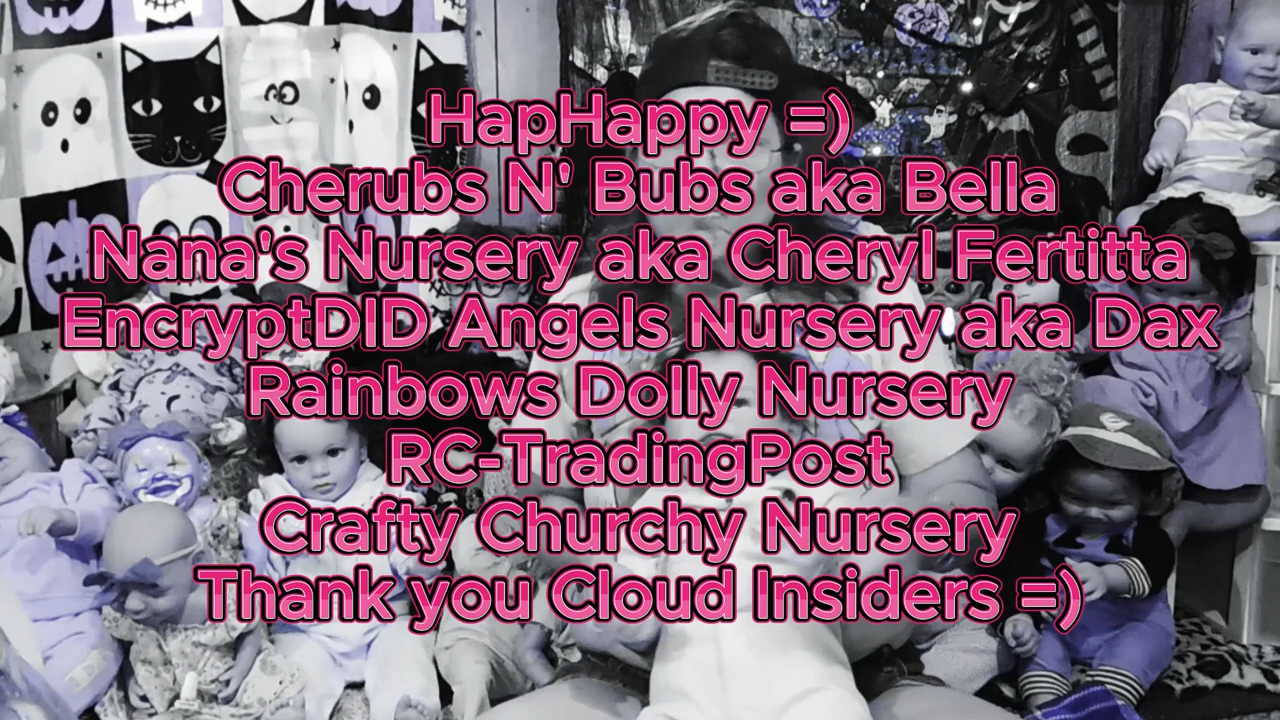 HapHappy =)
Cherubs N' Bubs aka Bella
Nana's Nursery aka Cheryl Fertitta
EncryptDID Angels Nursery aka Dax
Rainbows Dolly Nursery
RC-TradingPost
Crafty Churchy Nursery
Thank you Cloud Insiders =)